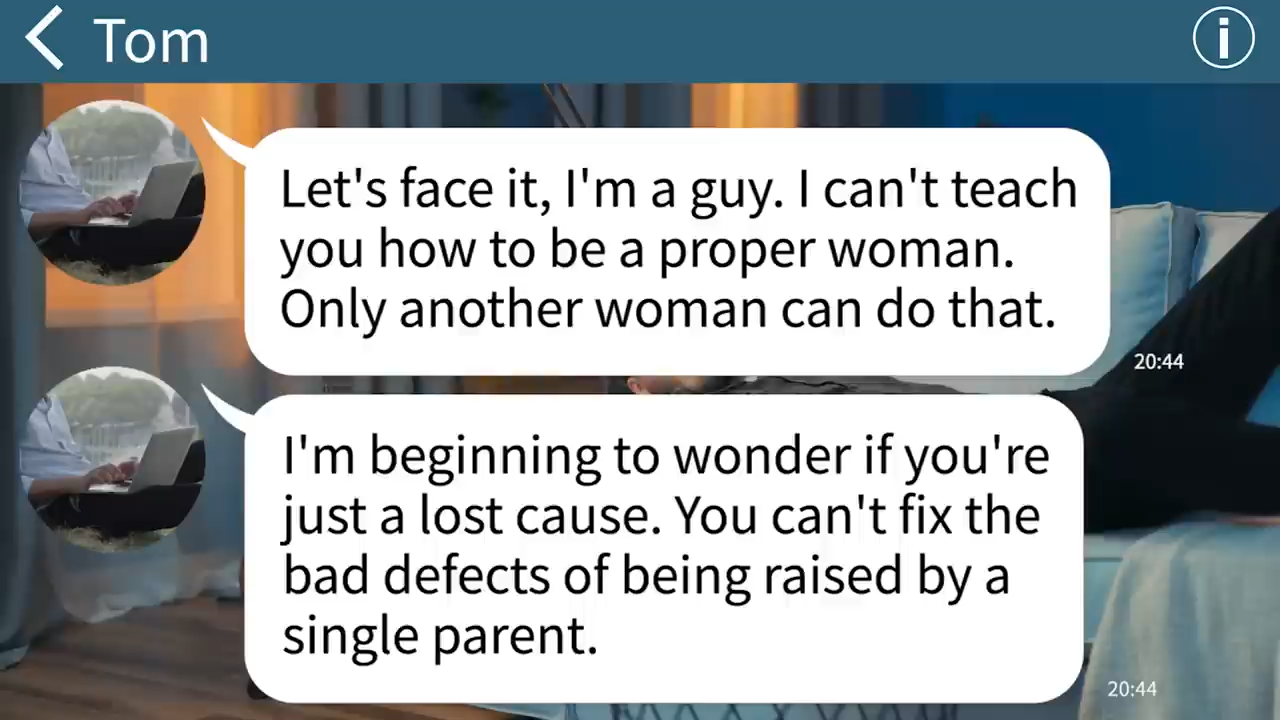 Tom
Let's face it, I'm a guy. I can't teach
you how to be a proper woman.
Only another woman can do that.
20:44
I'm beginning to wonder if you're
just a lost cause. You can't fix the
bad defects of being raised by a
single parent.
20:44